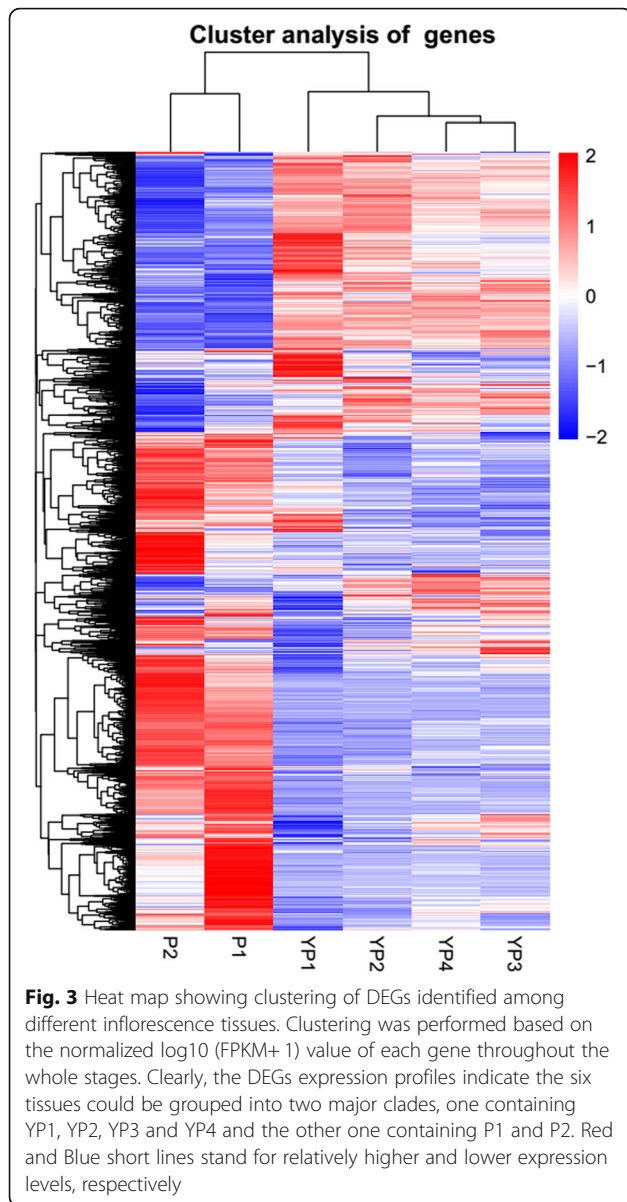 Cluster analysis of genes
2
1
0
−1
−2
P2
P1
YP1
YP2
YP4
YP3
Fig. 3 Heat map showing clustering of DEGs identified among
different inflorescence tissues. Clustering was performed based on
the normalized log10 (FPKM+ 1) value of each gene throughout the
whole stages. Clearly, the DEGs expression profiles indicate the six
tissues could be grouped into two major clades, one containing
YP1, YP2, YP3 and YP4 and the other one containing P1 and P2. Red
and Blue short lines stand for relatively higher and lower expression
levels, respectively